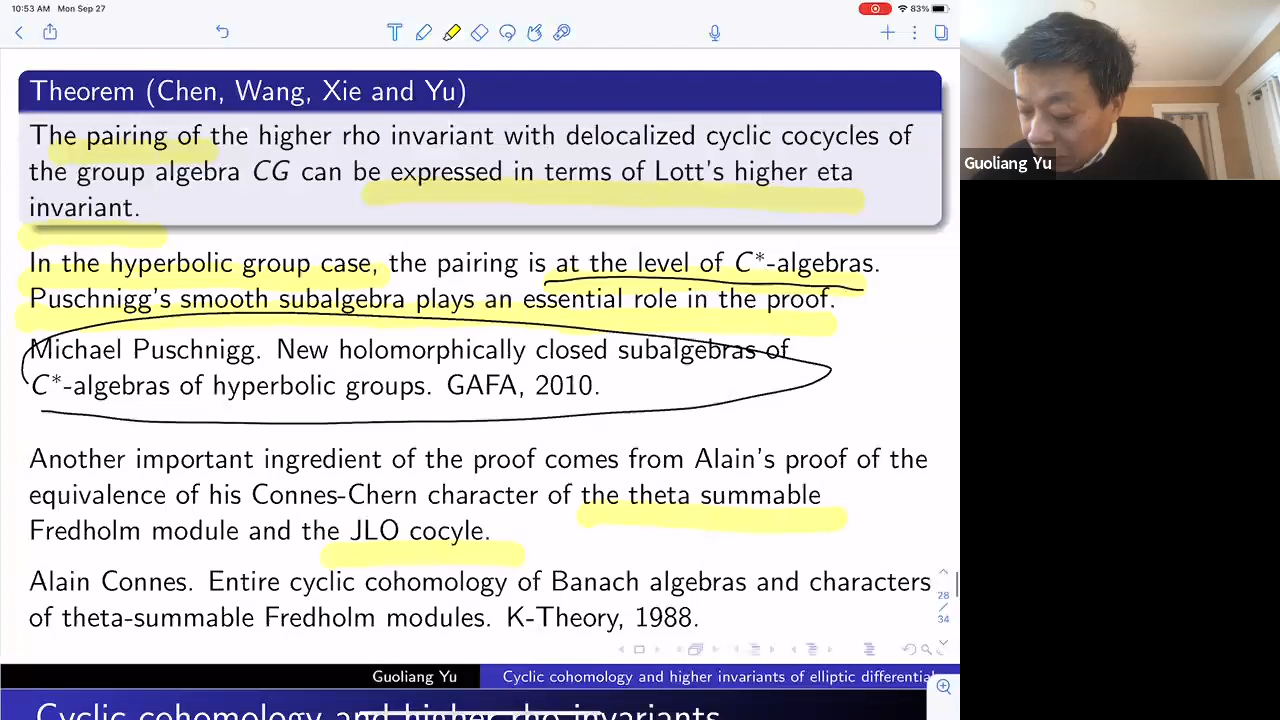 10:53 AM Mon Sep 27
83%
Theorem (Chen, Wang, Xie and Yu)
The pairing of the higher rho invariant with delocalized cyclic cocycles of
the group algebra CG can be expressed in terms of Lott's higher eta
invariant.
In the hyperbolic group case, the pairing is at the level of C*-algebras.
Puschnigg's smooth subalgebra plays an essential role in the proof.
Michael Puschnigg. New holomorphically closed subalgebras of
C*-algebras of hyperbolic groups. GAFA, 2010.
Another important ingredient of the proof comes from Alain's proof of the
equivalence of his Connes-Chern character of the theta summable
Fredholm module and the JLO cocyle.
Alain Connes. Entire cyclic cohomology of Banach algebras and characters
of theta-summable Fredholm modules. K-Theory, 1988.
28
/
34
Guoliang Yu
Cyclic cohomology and higher invariants of elliptic differential
Cyclic cohomology and higher rho invariants
Guoliang Yu